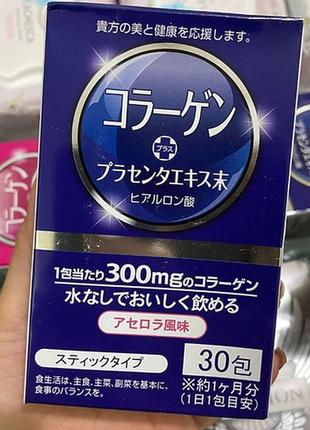 貴方の美と健康を応援します。
コラーゲン
プラス
プラセンタエキス末
ヒアルロン酸
1包当たり300mgのコラーゲン
水なしでおいしく飲める
アセロラ風味
スティックタイプ
30包
※約1ヶ月分
(1日1包目安)
食生活は、主食、主菜、副菜を基本に、
食事のバランスを。
コラーゲン